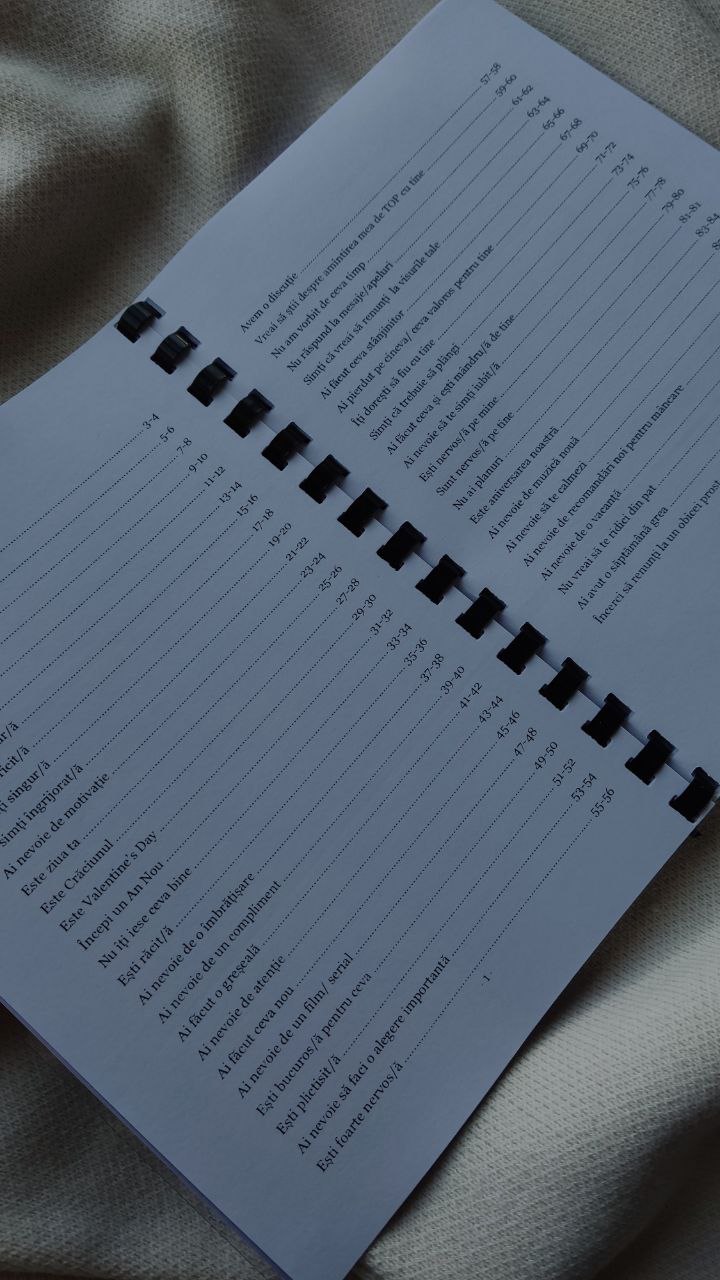 3-4
5-6
7-8
9-10
11-12
13-14
15-16
17-18
singur/ă 19-20
simți îngrijorat/ă 21-22
Ai nevoie de motivație 23-24
Este ziua ta 25-26
Este Crăciunul 27-28
Este Valentine's Day 29-30
Începi un An Nou 31-32
Nu iți iese ceva bine 33-34
Ești răcit/ă 35-36
Ai nevoie de o imbrățișare 37-38
Ai nevoie de un compliment 39-40
Ai făcut o greșeală 41-42
Ai nevoie de atenție 43-44
Ai făcut ceva nou 45-46
Ai nevoie de un film/ serial 47-48
Ești bucuros/ă pentru ceva 49-50
Ești plictisit/ă 51-52
Ai nevoie să faci o alegere importantă 53-54
Ești foarte nervos/ă 55-56
1
Avem o discuție 57-58
Vreai să știi despre amintirea mea de TOP cu tine 59-60
Nu am vorbit de ceva timp 61-62
Nu răspund la mesaje/apeluri 63-64
Simți că vreai să renunți la visurile tale 65-66
Ai făcut ceva stânjinitor 67-68
Ai pierdut pe cineva/ ceva valoros pentru tine 69-70
Îți dorești să fiu cu tine 71-72
Simți că trebuie să plângi 73-74
Ai făcut ceva și ești mândru/ă de tine 75-76
Ai nevoie să te simți iubit/ă 77-78
Ești nervos/ă pe mine 79-80
Sunt nervos/ă pe tine 81-81
Nu ai planuri 83-84
Este aniversarea noastră
Ai nevoie de muzică nouă
Ai nevoie să te calmezi
Ai nevoie de recomandări noi pentru mâncare
Ai nevoie de o vacanță
Nu vreai să te ridici din pat
Ai avut o săptămână grea
Încerci să renunți la un obicei prost